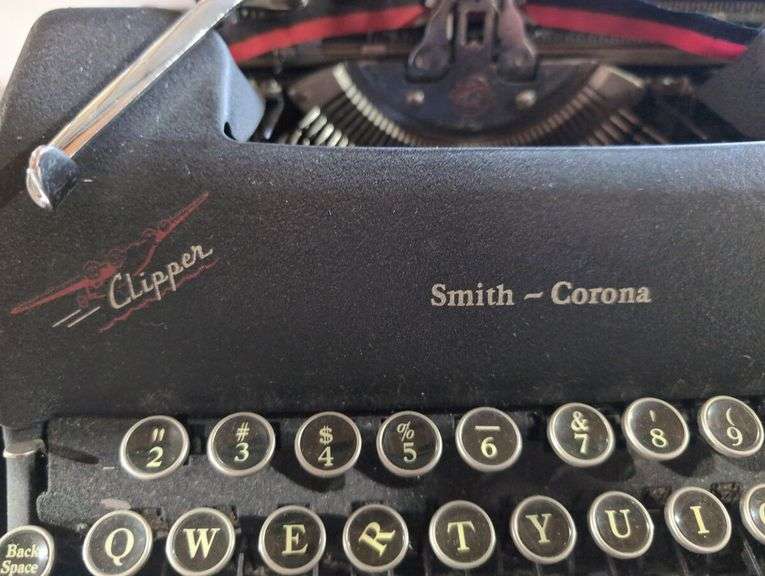 Clipper
Smith - Corona
" # $ % _ & ' (
2 3 4 5 6 7 8 9
Q W E R T Y U I
Back
Space